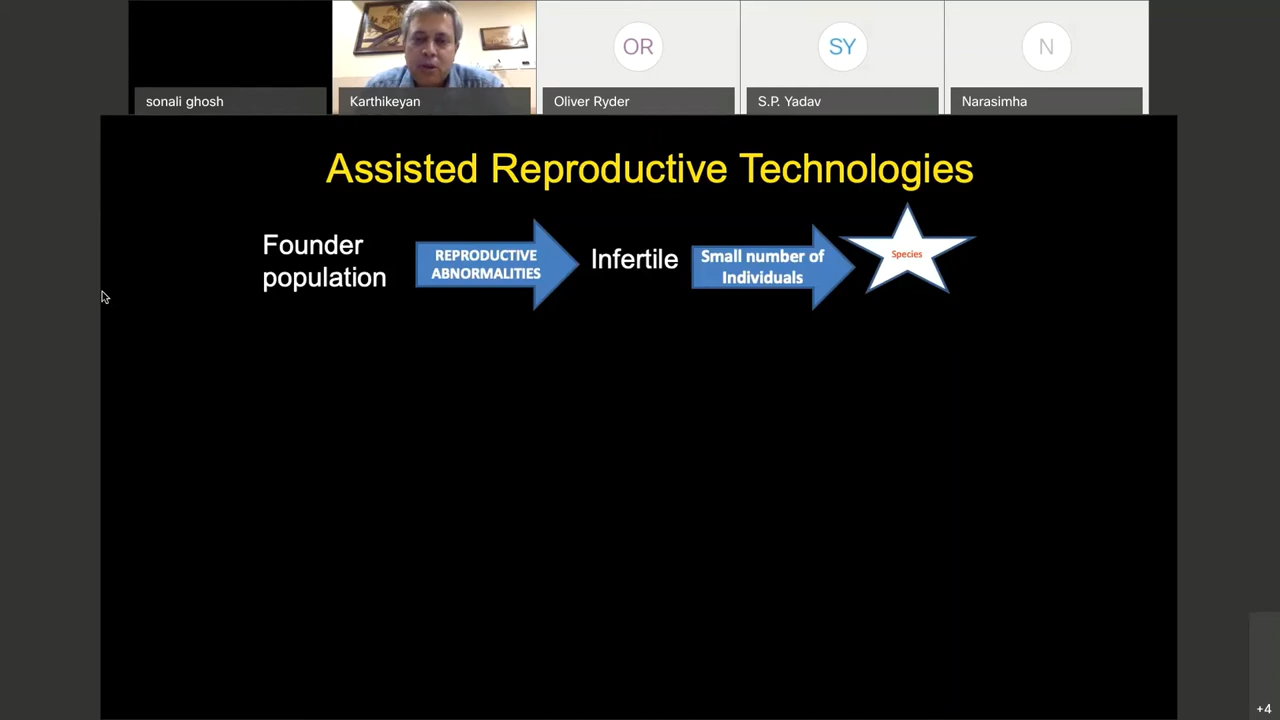 OR
SY
N
sonali ghosh
Karthikeyan
Oliver Ryder
S.P. Yadav
Narasimha
Assisted Reproductive Technologies
Founder
population
REPRODUCTIVE
ABNORMALITIES
Infertile
Small number of
Individuals
Species
+4